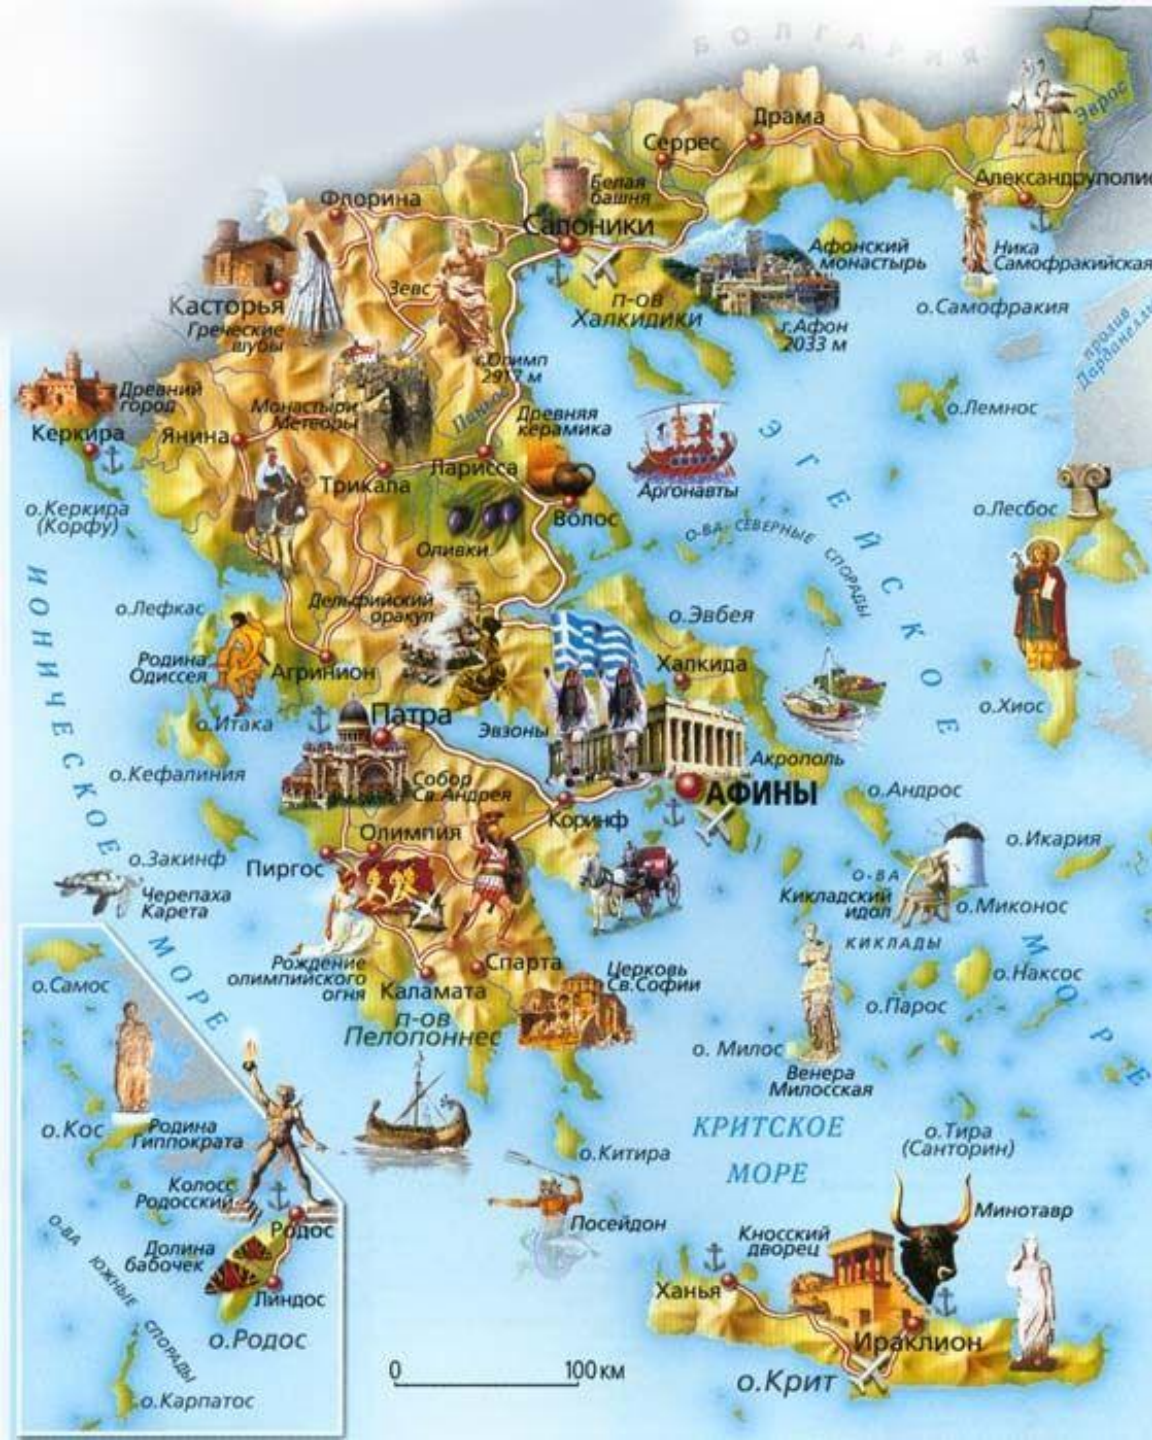 БОЛГАРИЯ
Эврос
Драма
Серрес
Александруполис
Белая
башня
Флорина
Салоники
Афонский
монастырь
Ника
Самофракийская
Зевс
Касторья
Греческие
шубы
п-ов
Халкидики
о.Самофракия
г.Афон
2033 м
пролив
Дарданеллы
г.Олимп
2917 м
Древний
город
Монастыри
Метеоры
Пиньос
Древняя
керамика
о.Лемнос
Керкира
Янина
Трикала
Ларисса
Аргонавты
ЭГЕЙСКОЕ МОРЕ
о.Керкира
(Корфу)
Волос
о.Лесбос
О-ВА СЕВЕРНЫЕ СПОРАДЫ
Оливки
ИОНИЧЕСКОЕ МОРЕ
о.Лефкас
Дельфийский
оракул
о.Эвбея
Родина
Одиссея
Агринион
Халкида
о.Итака
Патра
Эвзоны
о.Хиос
о.Кефалиния
Собор
Св.Андрея
Акрополь
АФИНЫ
о.Андрос
Коринф
Олимпия
о.Икария
о.Закинф
Пиргос
О-ВА
КИКЛАДЫ
Кикладский
идол
о.Миконос
Черепаха
Карета
Рождение
олимпийского
огня
Спарта
Каламата
Церковь
Св.Софии
о.Наксос
о.Парос
п-ов
Пелопоннес
о. Милос
Венера
Милосская
о.Самос
о.Кос
Родина
Гиппократа
КРИТСКОЕ
МОРЕ
о.Тира
(Санторин)
о.Китира
Колосс
Родосский
Посейдон
Минотавр
Родос
Кносский
дворец
Долина
бабочек
О-ВА ЮЖНЫЕ СПОРАДЫ
Линдос
Ханья
о.Родос
Ираклион
0 100 км
о.Крит
о.Карпатос